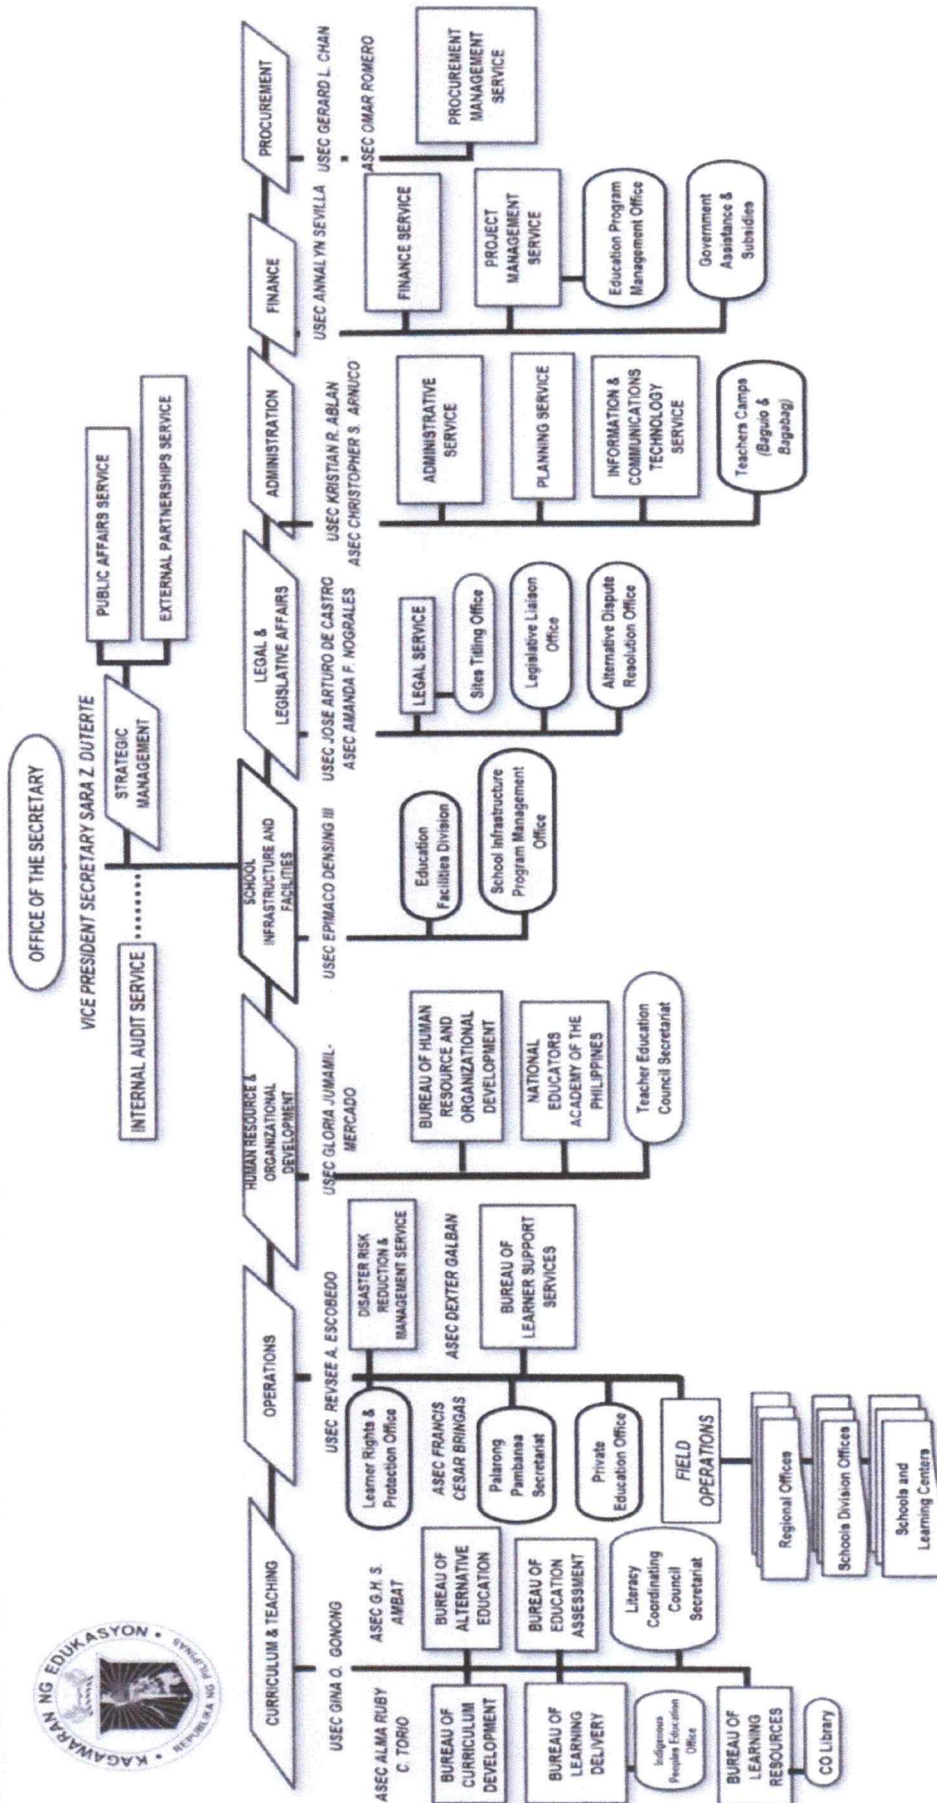 KAGAWARAN NG EDUKASYON
REPUBLIKA NG PILIPINAS
OFFICE OF THE SECRETARY
VICE PRESIDENT SECRETARY SARA Z. DUTERTE
INTERNAL AUDIT SERVICE
STRATEGIC
MANAGEMENT
PUBLIC AFFAIRS SERVICE
EXTERNAL PARTNERSHIPS SERVICE
CURRICULUM & TEACHING
USEC GINA O. GONONG
ASEC ALMA RUBY
C. TORIO
ASEC G.H. S.
AMBAT
BUREAU OF
CURRICULUM
DEVELOPMENT
BUREAU OF
ALTERNATIVE
EDUCATION
BUREAU OF
LEARNING
DELIVERY
BUREAU OF
EDUCATION
ASSESSMENT
Indigenous
Peoples Education
Office
Literacy
Coordinating
Council
Secretariat
BUREAU OF
LEARNING
RESOURCES
CO Library
OPERATIONS
USEC REVSEE A. ESCOBEDO
Learner Rights &
Protection Office
DISASTER RISK
REDUCTION &
MANAGEMENT SERVICE
ASEC FRANCIS
CESAR BRINGAS
ASEC DEXTER GALBAN
Palarong
Pambansa
Secretariat
BUREAU OF
LEARNER SUPPORT
SERVICES
Private
Education Office
FIELD
OPERATIONS
Regional Offices
Schools Division Offices
Schools and
Learning Centers
HUMAN RESOURCE &
ORGANIZATIONAL
DEVELOPMENT
USEC GLORIA JUMAMIL-
MERCADO
BUREAU OF HUMAN
RESOURCE AND
ORGANIZATIONAL
DEVELOPMENT
NATIONAL
EDUCATORS
ACADEMY OF THE
PHILIPPINES
Teacher Education
Council Secretariat
SCHOOL
INFRASTRUCTURE AND
FACILITIES
USEC EPIMACO DENSING III
Education
Facilities Division
School Infrastructure
Program Management
Office
LEGAL &
LEGISLATIVE AFFAIRS
USEC JOSE ARTURO DE CASTRO
ASEC AMANDA F. NOGRALES
LEGAL SERVICE
Sites Titling Office
Legislative Liaison
Office
Alternative Dispute
Resolution Office
ADMINISTRATION
USEC KRISTIAN R. ABLAN
ASEC CHRISTOPHER S. ARNUCO
ADMINISTRATIVE
SERVICE
PLANNING SERVICE
INFORMATION &
COMMUNICATIONS
TECHNOLOGY
SERVICE
Teachers Camps
(Baguio &
Bagabag)
FINANCE
USEC ANNALYN SEVILLA
FINANCE SERVICE
PROJECT
MANAGEMENT
SERVICE
Education Program
Management Office
Government
Assistance &
Subsidies
PROCUREMENT
USEC GERARD L. CHAN
ASEC OMAR ROMERO
PROCUREMENT
MANAGEMENT
SERVICE